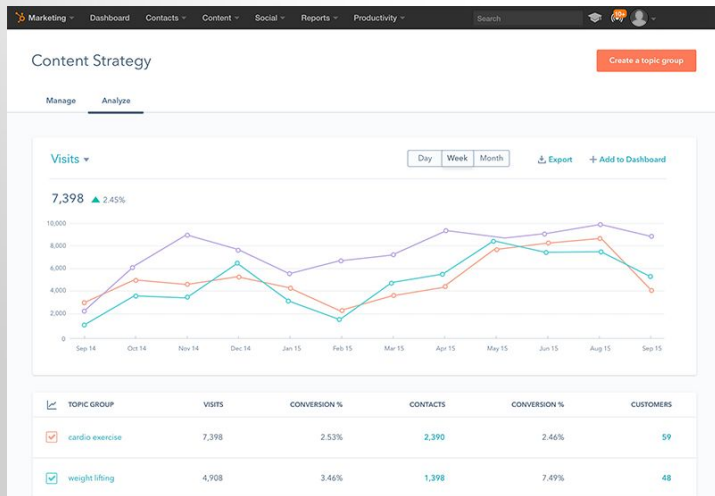 Marketing Dashboard Contacts Content Social Reports Productivity Search 10+
Content Strategy
Create a topic group
Manage Analyze
Visits Day Week Month Export + Add to Dashboard
7,398 2.45%
10,000
8,000
6,000
4,000
2,000
0
Sep 14 Oct 14 Nov 14 Dec 14 Jan 15 Feb 15 Mar 15 Apr 15 May 15 Jun 15 Aug 15 Sep 15
TOPIC GROUP VISITS CONVERSION % CONTACTS CONVERSION % CUSTOMERS
cardio exercise 7,398 2.53% 2,390 2.46% 59
weight lifting 4,908 3.46% 1,398 7.49% 48